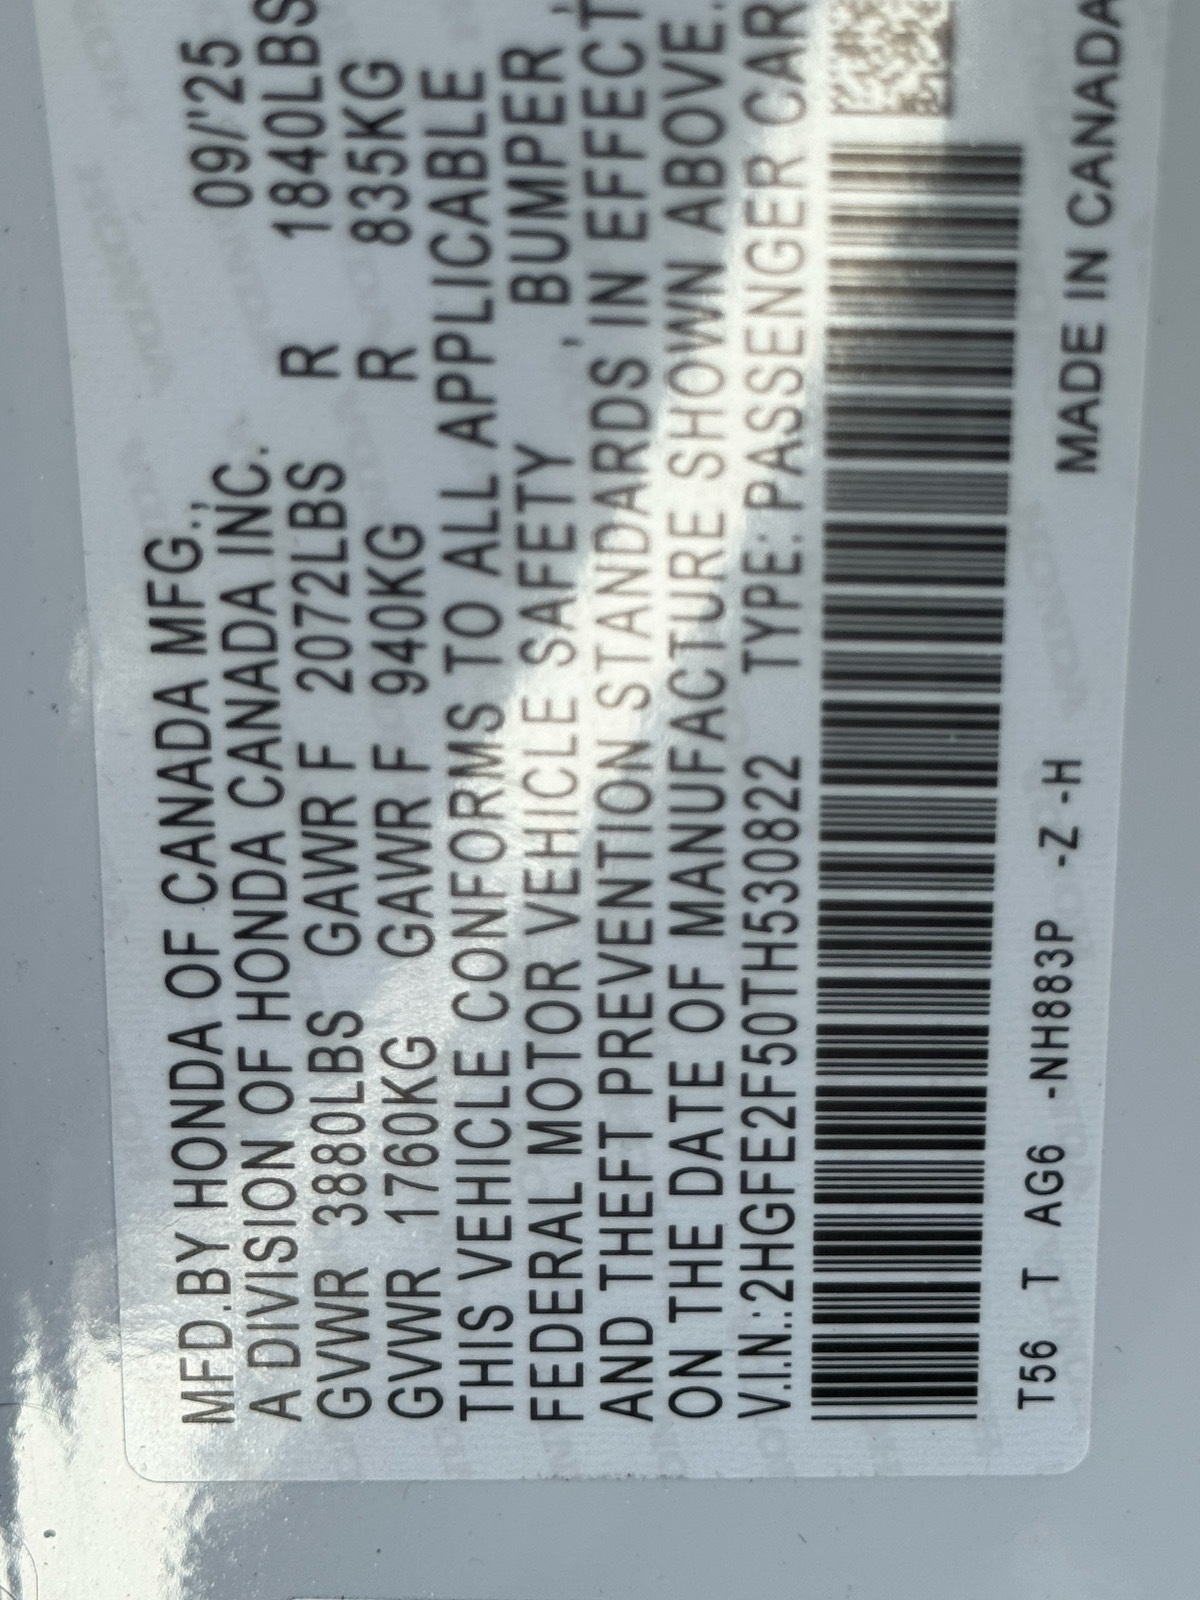 MFD.BY HONDA OF CANADA MFG.,
A DIVISION OF HONDA CANADA INC. 09/'25
GVWR 3880LBS GAWR F 2072LBS R 1840LBS
GVWR 1760KG GAWR F 940KG R 835KG
THIS VEHICLE CONFORMS TO ALL APPLICABLE
FEDERAL MOTOR VEHICLE SAFETY , BUMPER ,
AND THEFT PREVENTION STANDARDS IN EFFECT
ON THE DATE OF MANUFACTURE SHOWN ABOVE.
V.I.N.:2HGFE2F50TH530822 TYPE: PASSENGER CAR
T56 T AG6 -NH883P -Z -H MADE IN CANADA